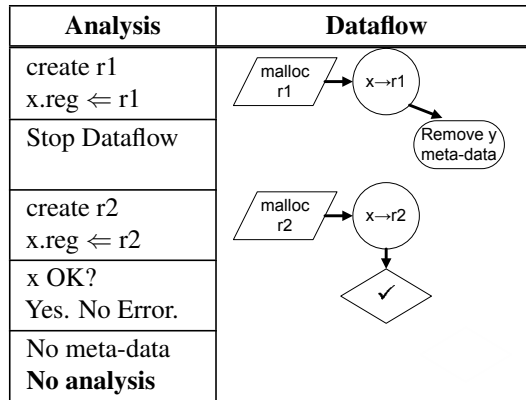 Analysis Dataflow
create r1
x.reg ⇐ r1
malloc
r1
x→r1
Stop Dataflow
Remove y
meta-data
create r2
x.reg ⇐ r2
malloc
r2
x→r2
x OK?
Yes. No Error.
✓
No meta-data
No analysis